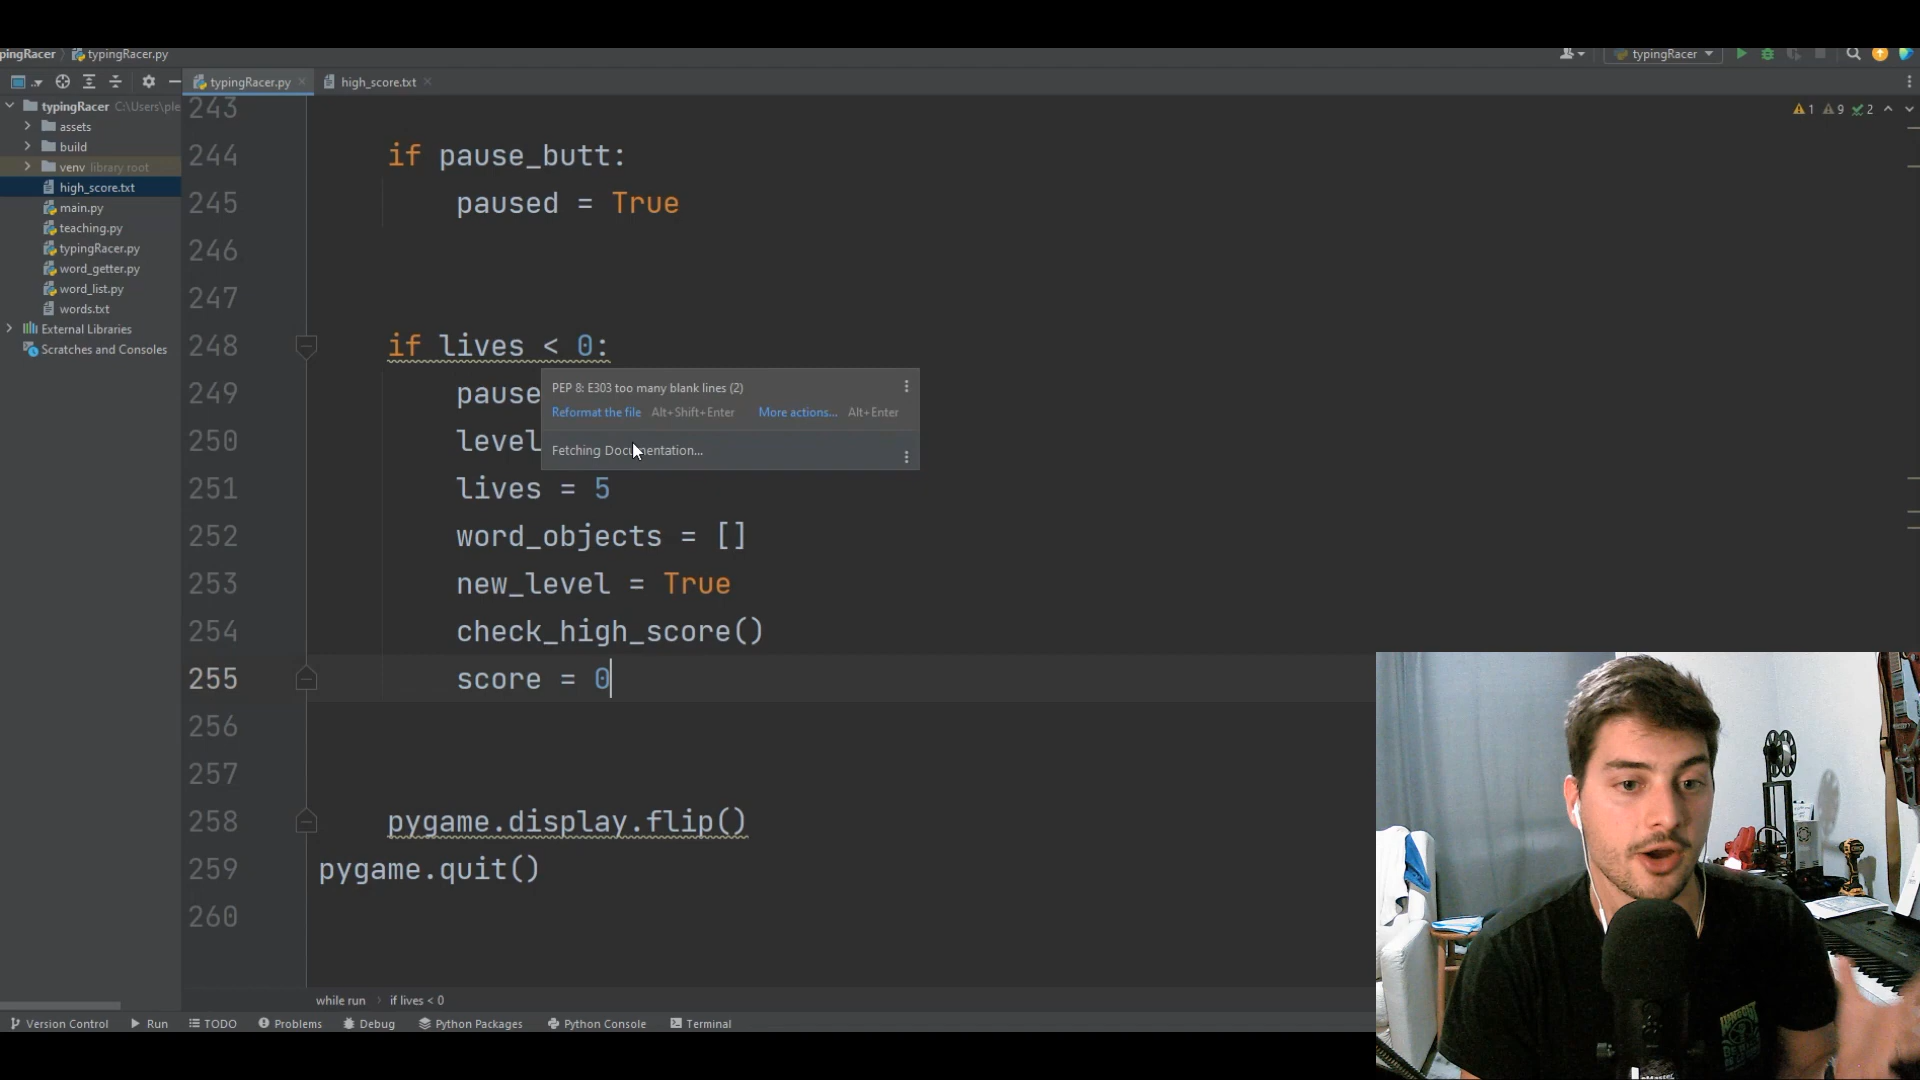 pingRacer typingRacer.py
typingRacer
typingRacer.py high_score.txt
1 9 2
typingRacer C:\Users\ple
assets
build
venv library root
high_score.txt
main.py
teaching.py
typingRacer.py
word_getter.py
word_list.py
words.txt
External Libraries
Scratches and Consoles
243
244 if pause_butt:
245 paused = True
246
247
248 if lives < 0:
249 pause
250 level
251 lives = 5
252 word_objects = []
253 new_level = True
254 check_high_score()
255 score = 0
256
257
258 pygame.display.flip()
259 pygame.quit()
260
PEP 8: E303 too many blank lines (2)
Reformat the file Alt+Shift+Enter More actions... Alt+Enter
Fetching Documentation...
while run if lives < 0
Version Control Run TODO Problems Debug Python Packages Python Console Terminal